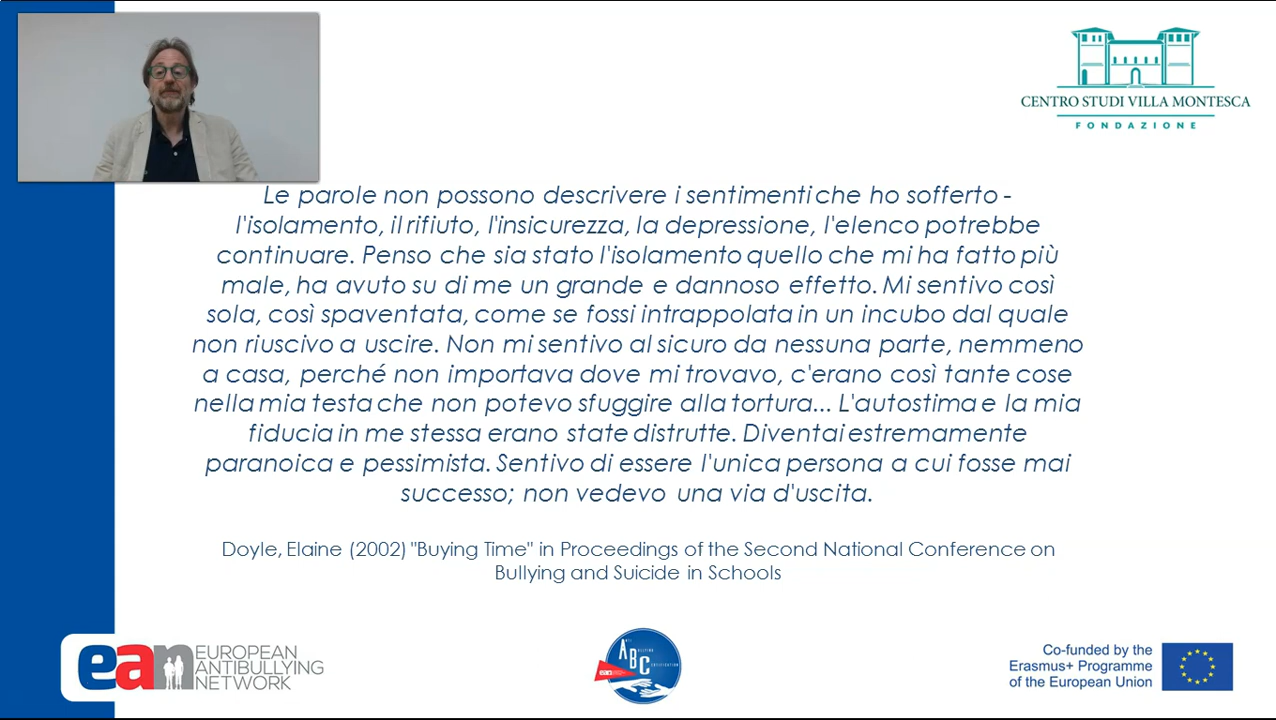 CENTRO STUDI VILLA MONTESCA
FONDAZIONE
Le parole non possono descrivere i sentimenti che ho sofferto -
l'isolamento, il rifiuto, l'insicurezza, la depressione, l'elenco potrebbe
continuare. Penso che sia stato l'isolamento quello che mi ha fatto più
male, ha avuto su di me un grande e dannoso effetto. Mi sentivo così
sola, così spaventata, come se fossi intrappolata in un incubo dal quale
non riuscivo a uscire. Non mi sentivo al sicuro da nessuna parte, nemmeno
a casa, perché non importava dove mi trovavo, c'erano così tante cose
nella mia testa che non potevo sfuggire alla tortura... L'autostima e la mia
fiducia in me stessa erano state distrutte. Diventai estremamente
paranoica e pessimista. Sentivo di essere l'unica persona a cui fosse mai
successo; non vedevo una via d'uscita.
Doyle, Elaine (2002) "Buying Time" in Proceedings of the Second National Conference on
Bullying and Suicide in Schools
ean EUROPEAN
ANTIBULLYING
NETWORK
ABC
Co-funded by the
Erasmus+ Programme
of the European Union